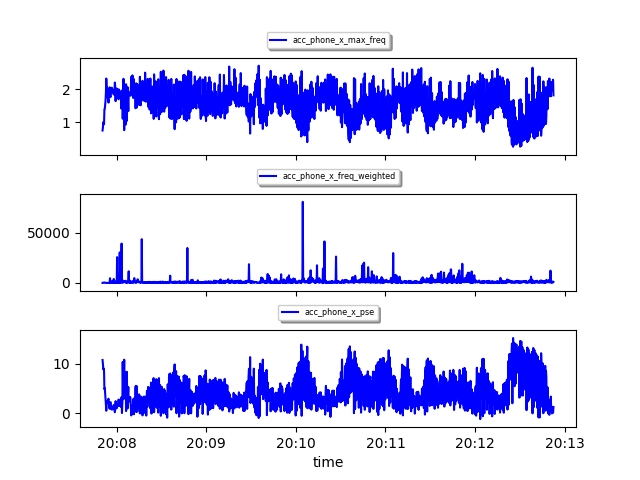 acc_phone_x_max_freq
2
1
acc_phone_x_freq_weighted
50000
0
acc_phone_x_pse
10
0
20:08 20:09 20:10 20:11 20:12 20:13
time